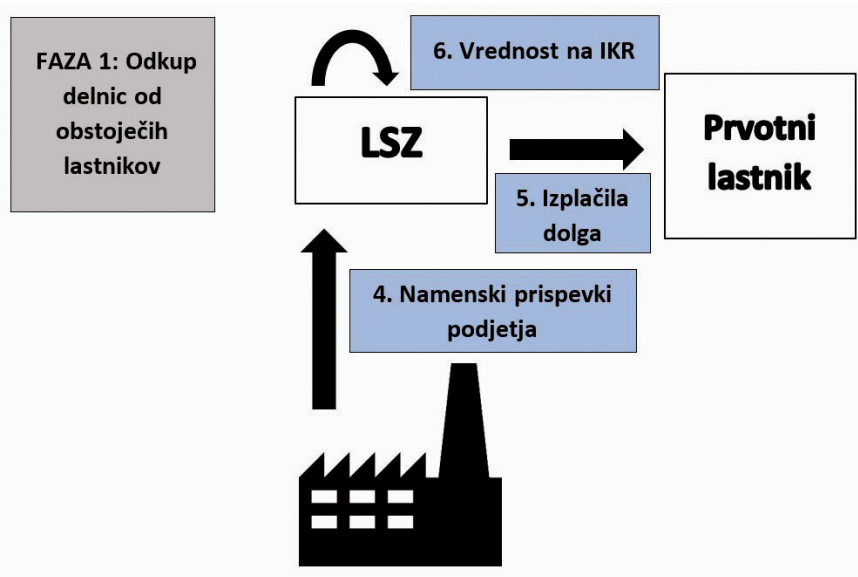 FAZA 1: Odkup
delnic od
obstoječih
lastnikov
6. Vrednost na IKR
LSZ
Prvotni
lastnik
5. Izplačila
dolga
4. Namenski prispevki
podjetja